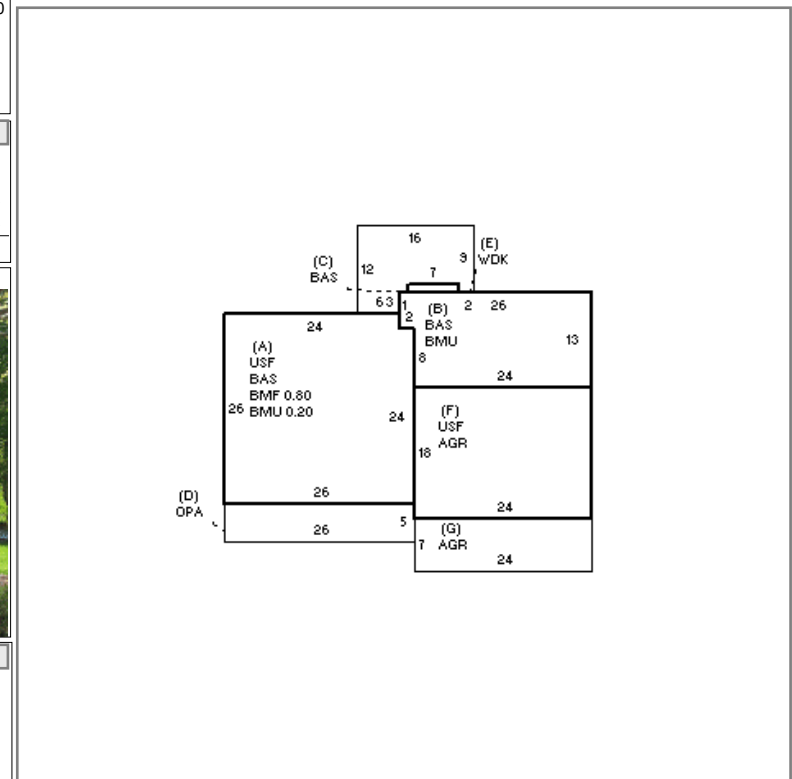 16
(E)
WDK
9
(C)
BAS
12
7
6 3
1
2
(B)
BAS
BMU
2
26
13
24
(A)
USF
BAS
BMF 0.80
BMU 0.20
8
24
26
24
(F)
USF
AGR
18
26
24
(D)
OPA
5
26
(G)
AGR
7
24